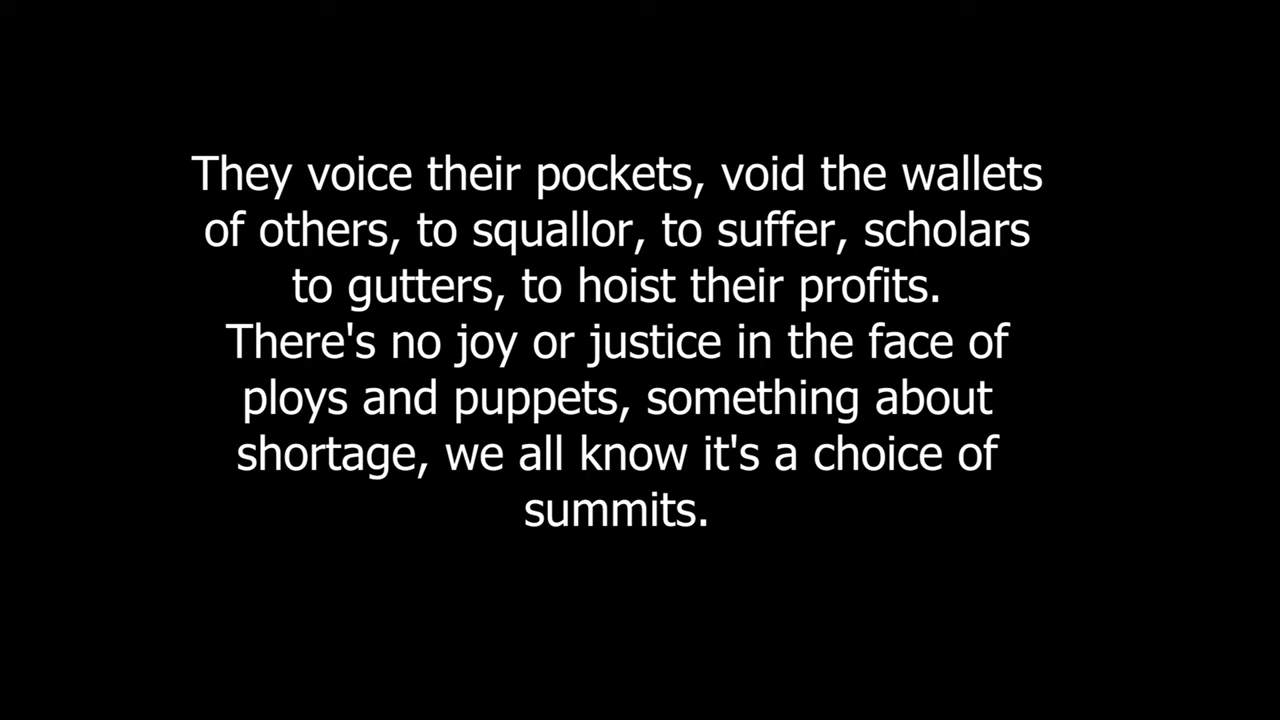 They voice their pockets, void the wallets
of others, to squallor, to suffer, scholars
to gutters, to hoist their profits.
There's no joy or justice in the face of
ploys and puppets, something about
shortage, we all know it's a choice of
summits.